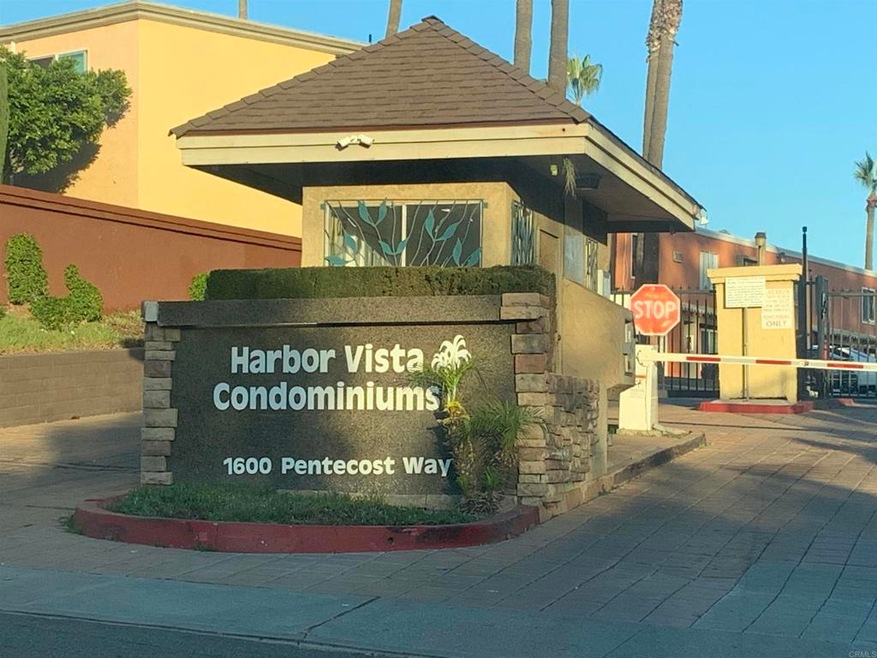 Harbor Vista
Condominiums
1600 Pentecost Way
STOP
ONLY
CRMLS